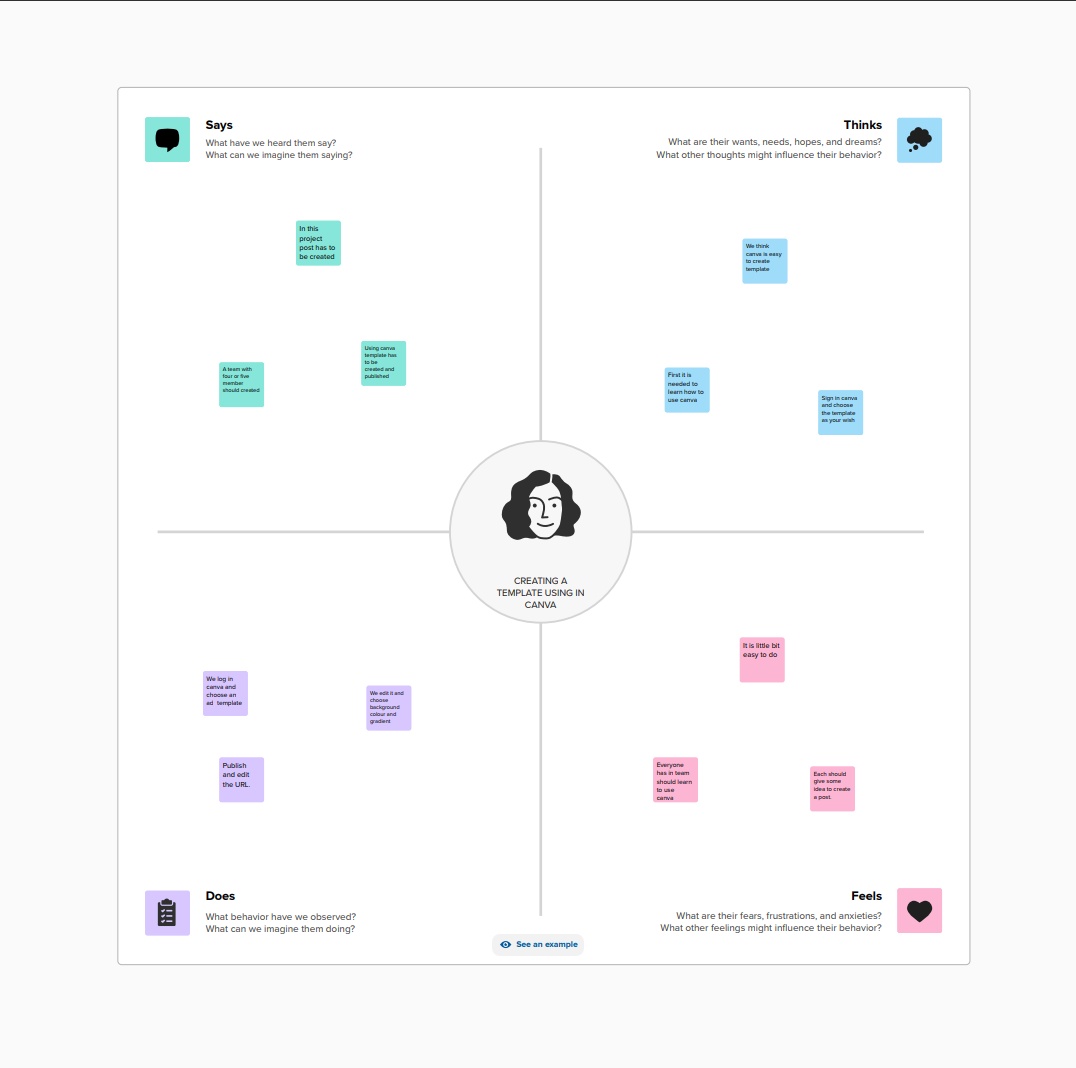 Says
What have we heard them say?
What can we imagine them saying?
Thinks
What are their wants, needs, hopes, and dreams?
What other thoughts might influence their behavior?
In this
project
post has to
be created
A team with
four or five
member
should created
Using canva
template has
to be
created and
published
We think
canva is easy
to create
template
First it is
needed to
learn how to
use canva
Sign in canva
and choose
the template
as your wish
CREATING A
TEMPLATE USING IN
CANVA
We log in
canva and
choose an
ad template
We edit it and
choose
background
colour and
gradient
Publish
and edit
the URL.
It is little bit
easy to do
Everyone
has in team
should learn
to use
canva
Each should
give some
idea to create
a post.
Does
What behavior have we observed?
What can we imagine them doing?
Feels
What are their fears, frustrations, and anxieties?
What other feelings might influence their behavior?
See an example